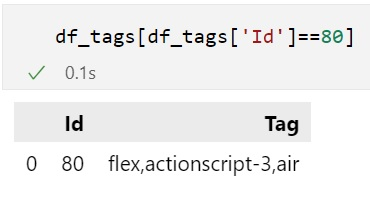 df_tags[df_tags['Id']==80]
0.1s
Id Tag
0 80 flex,actionscript-3,air